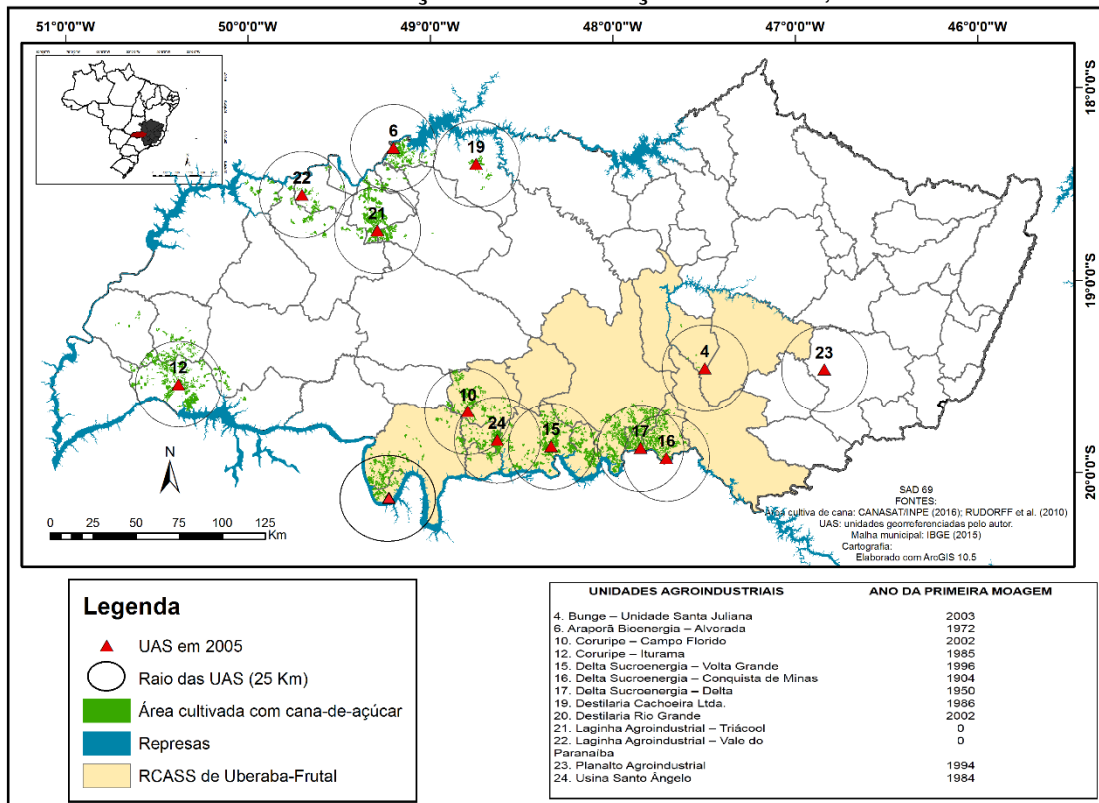 51°0'0"W 50°0'0"W 49°0'0"W 48°0'0"W 47°0'0"W 46°0'0"W
18°0'0"S
19°0'0"S
20°0'0"S
6
19
22
21
4
23
12
10
24
15
17
16
N
0 25 50 75 100 125
Km
SAD 69
FONTES:
Área cultiva de cana: CANASAT/INPE (2016); RUDORFF et al. (2010)
UAS: unidades georreferenciadas pelo autor.
Malha municipal: IBGE (2015)
Cartografia:
Elaborado com ArcGIS 10.5
Legenda
UAS em 2005
Raio das UAS (25 Km)
Área cultivada com cana-de-açúcar
Represas
RCASS de Uberaba-Frutal
UNIDADES AGROINDUSTRIAIS ANO DA PRIMEIRA MOAGEM
4. Bunge – Unidade Santa Juliana 2003
6. Araporã Bioenergia – Alvorada 1972
10. Coruripe – Campo Florido 2002
12. Coruripe – Iturama 1985
15. Delta Sucroenergia – Volta Grande 1996
16. Delta Sucroenergia – Conquista de Minas 1904
17. Delta Sucroenergia – Delta 1950
19. Destilaria Cachoeira Ltda. 1986
20. Destilaria Rio Grande 2002
21. Laginha Agroindustrial – Triácool 0
22. Laginha Agroindustrial – Vale do 0
Paranaíba
23. Planalto Agroindustrial 1994
24. Usina Santo Ângelo 1984